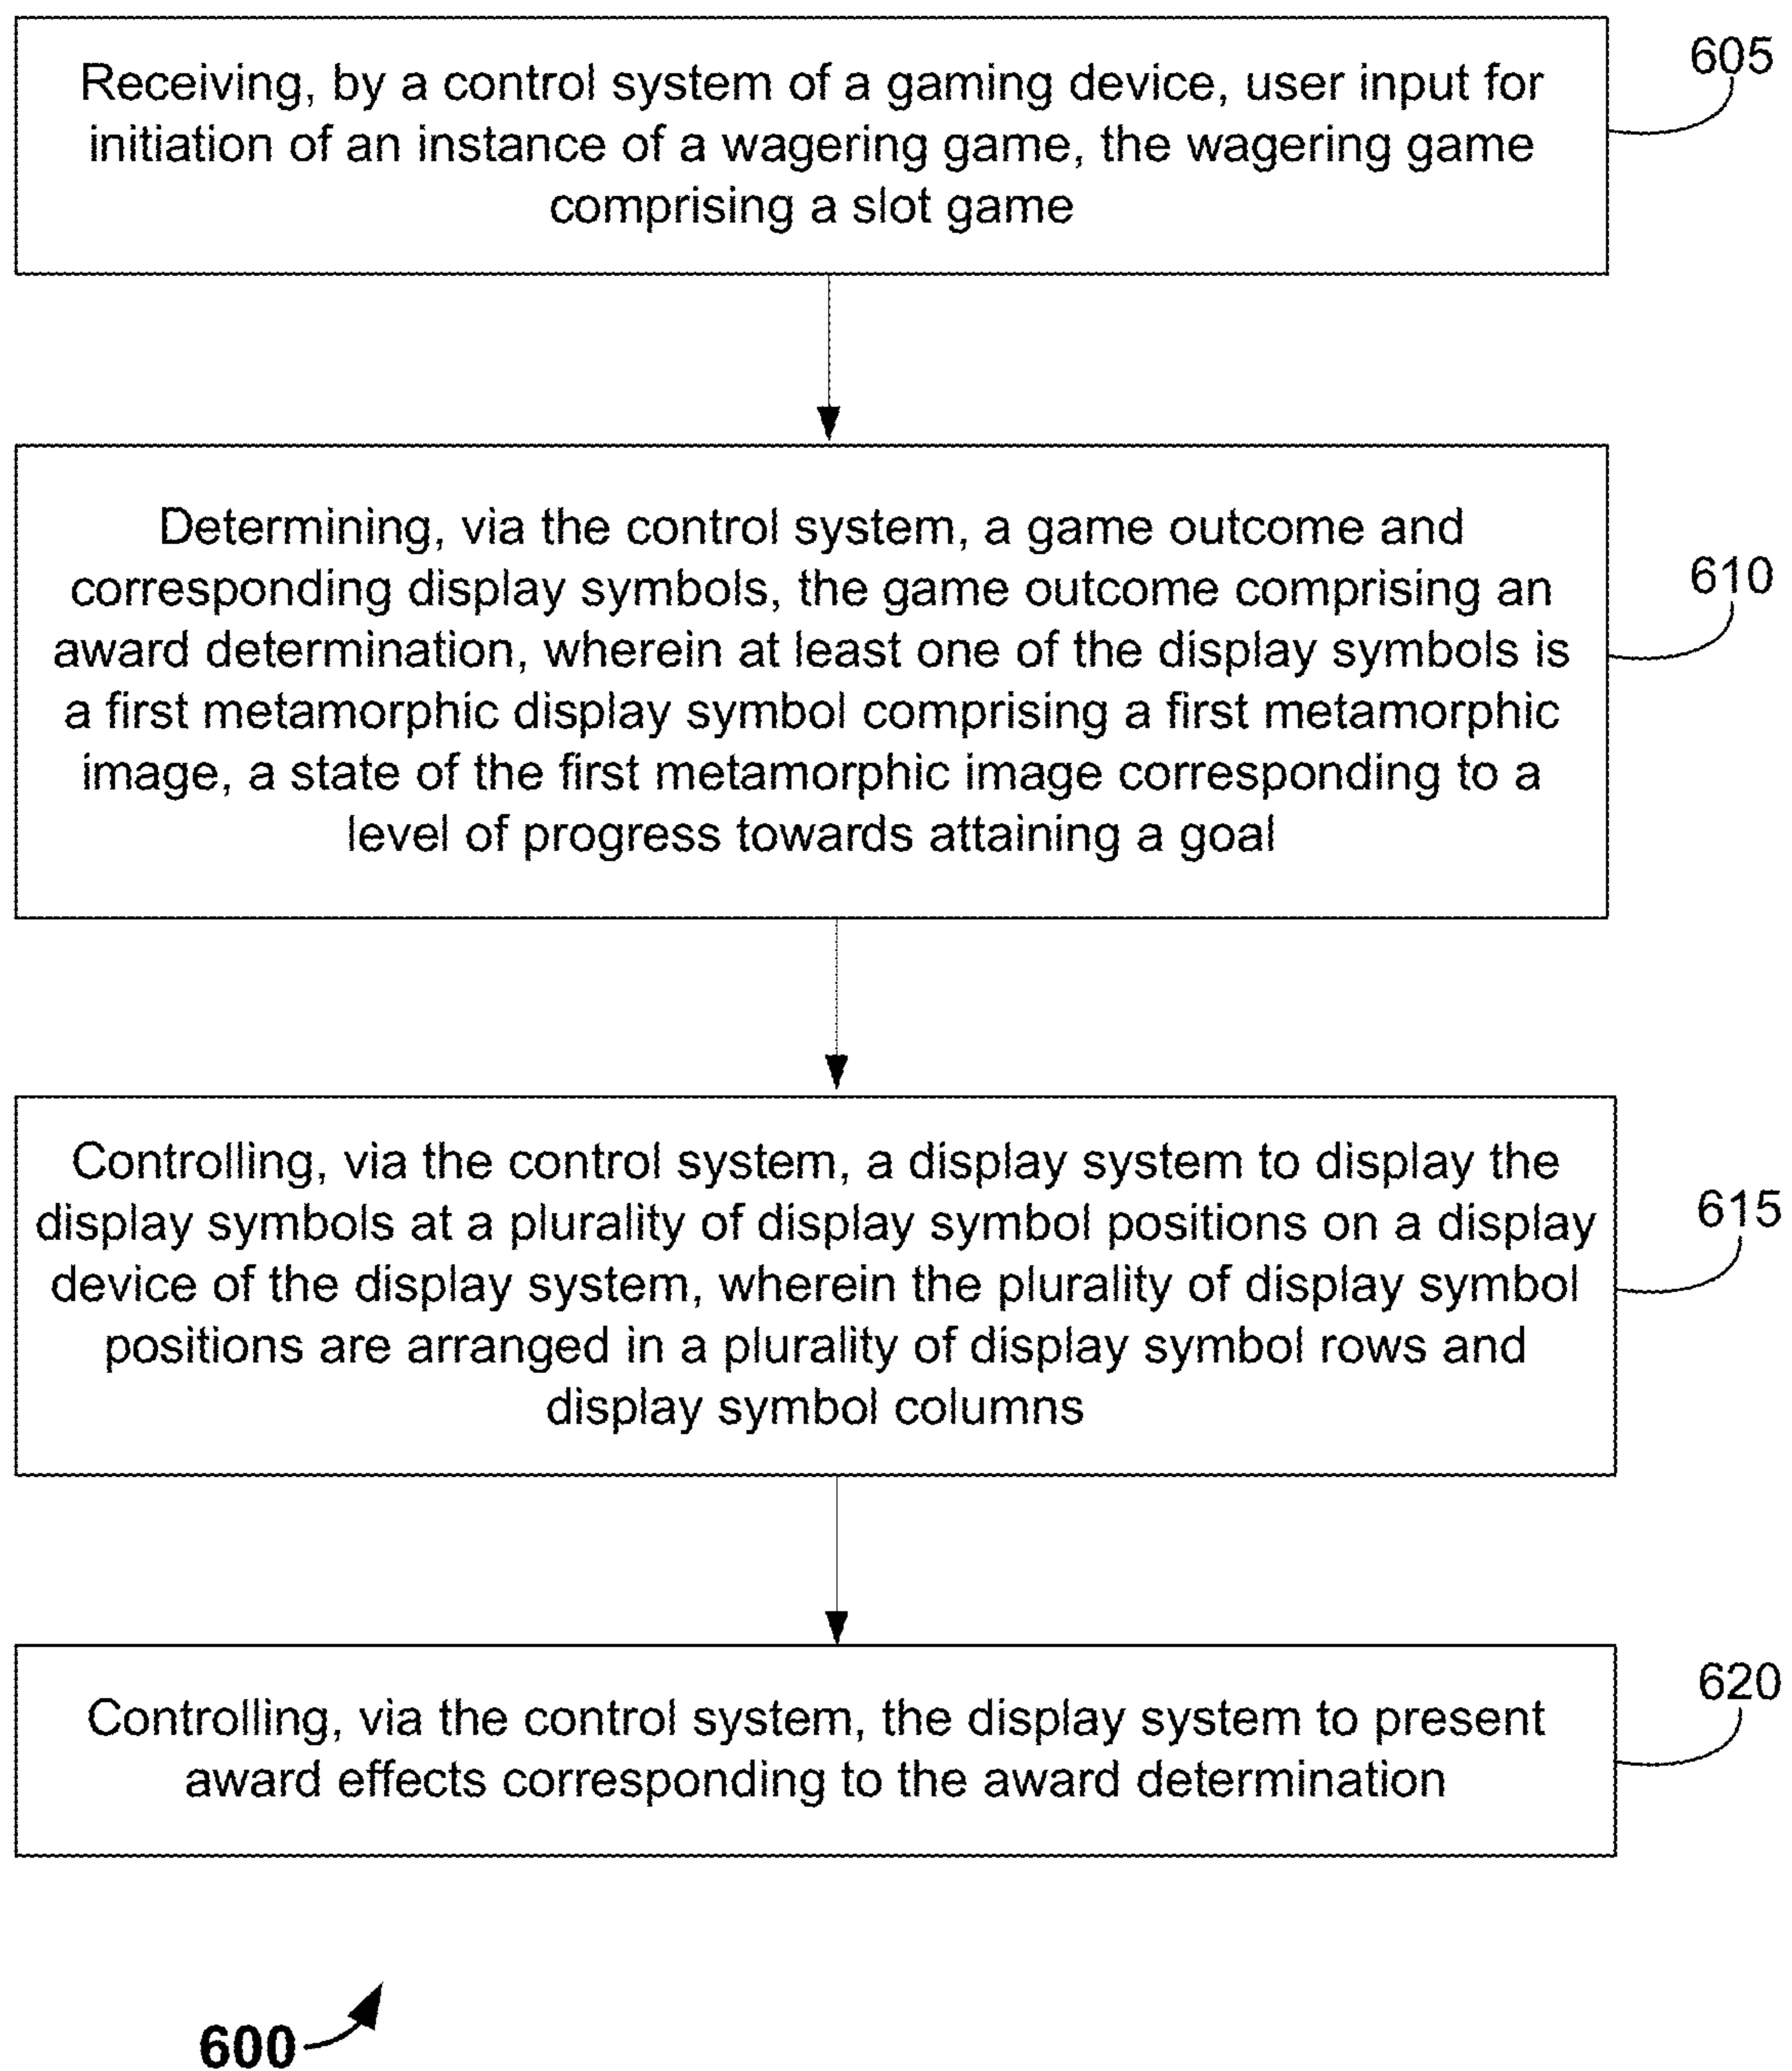 Receiving, by a control system of a gaming device, user input for
initiation of an instance of a wagering game, the wagering game
comprising a slot game
605
Determining, via the control system, a game outcome and
corresponding display symbols, the game outcome comprising an
award determination, wherein at least one of the display symbols is
a first metamorphic display symbol comprising a first metamorphic
image, a state of the first metamorphic image corresponding to a
level of progress towards attaining a goal
610
Controlling, via the control system, a display system to display the
display symbols at a plurality of display symbol positions on a display
device of the display system, wherein the plurality of display symbol
positions are arranged in a plurality of display symbol rows and
display symbol columns
615
Controlling, via the control system, the display system to present
award effects corresponding to the award determination
620
600